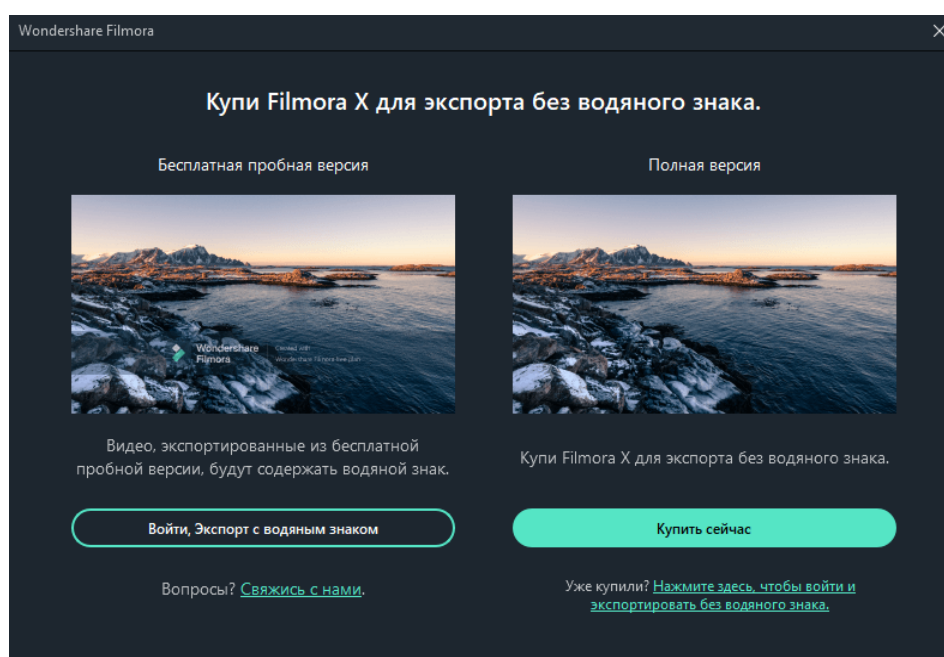 Wondershare Filmora
Купи Filmora X для экспорта без водяного знака.
Бесплатная пробная версия
Полная версия
Wondershare
Filmora
Created with
Видео, экспортированные из бесплатной
пробной версии, будут содержать водяной знак.
Купи Filmora X для экспорта без водяного знака.
Войти, Экспорт с водяным знаком
Купить сейчас
Вопросы? Свяжись с нами.
Уже купили? Нажмите здесь, чтобы войти и
экспортировать без водяного знака.